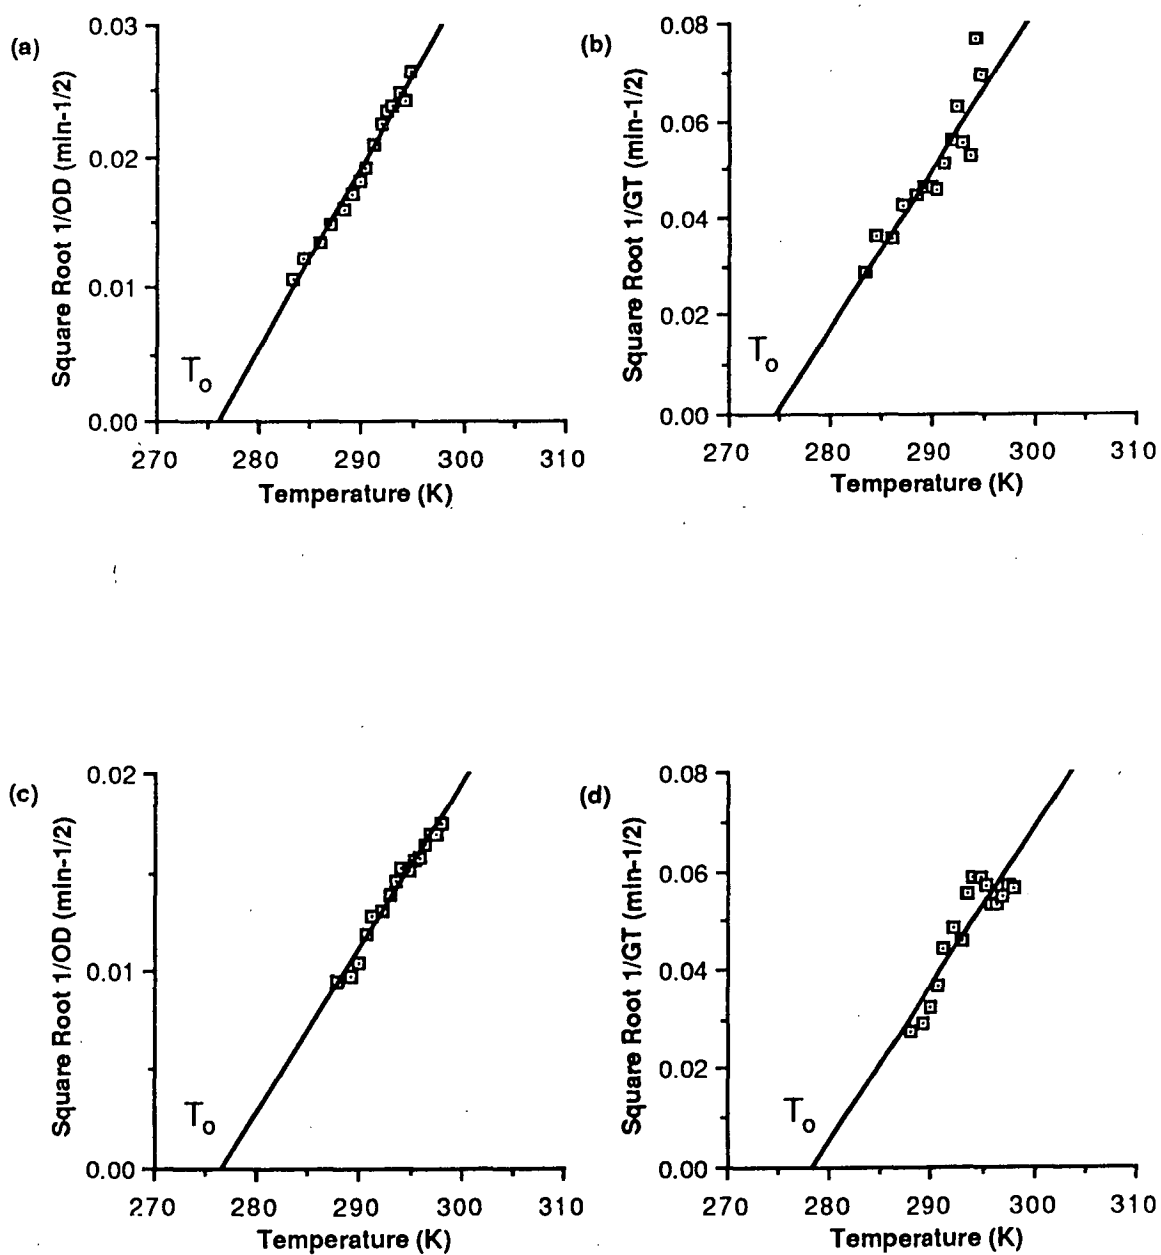 (a)
Square Root 1/OD (min-1/2)
0.03
0.02
0.01
0.00
To
270 280 290 300 310
Temperature (K)
(b)
Square Root 1/GT (min-1/2)
0.08
0.06
0.04
0.02
0.00
To
270 280 290 300 310
Temperature (K)
(c)
Square Root 1/OD (min-1/2)
0.02
0.01
0.00
To
270 280 290 300 310
Temperature (K)
(d)
Square Root 1/GT (min-1/2)
0.08
0.06
0.04
0.02
0.00
To
270 280 290 300 310
Temperature (K)